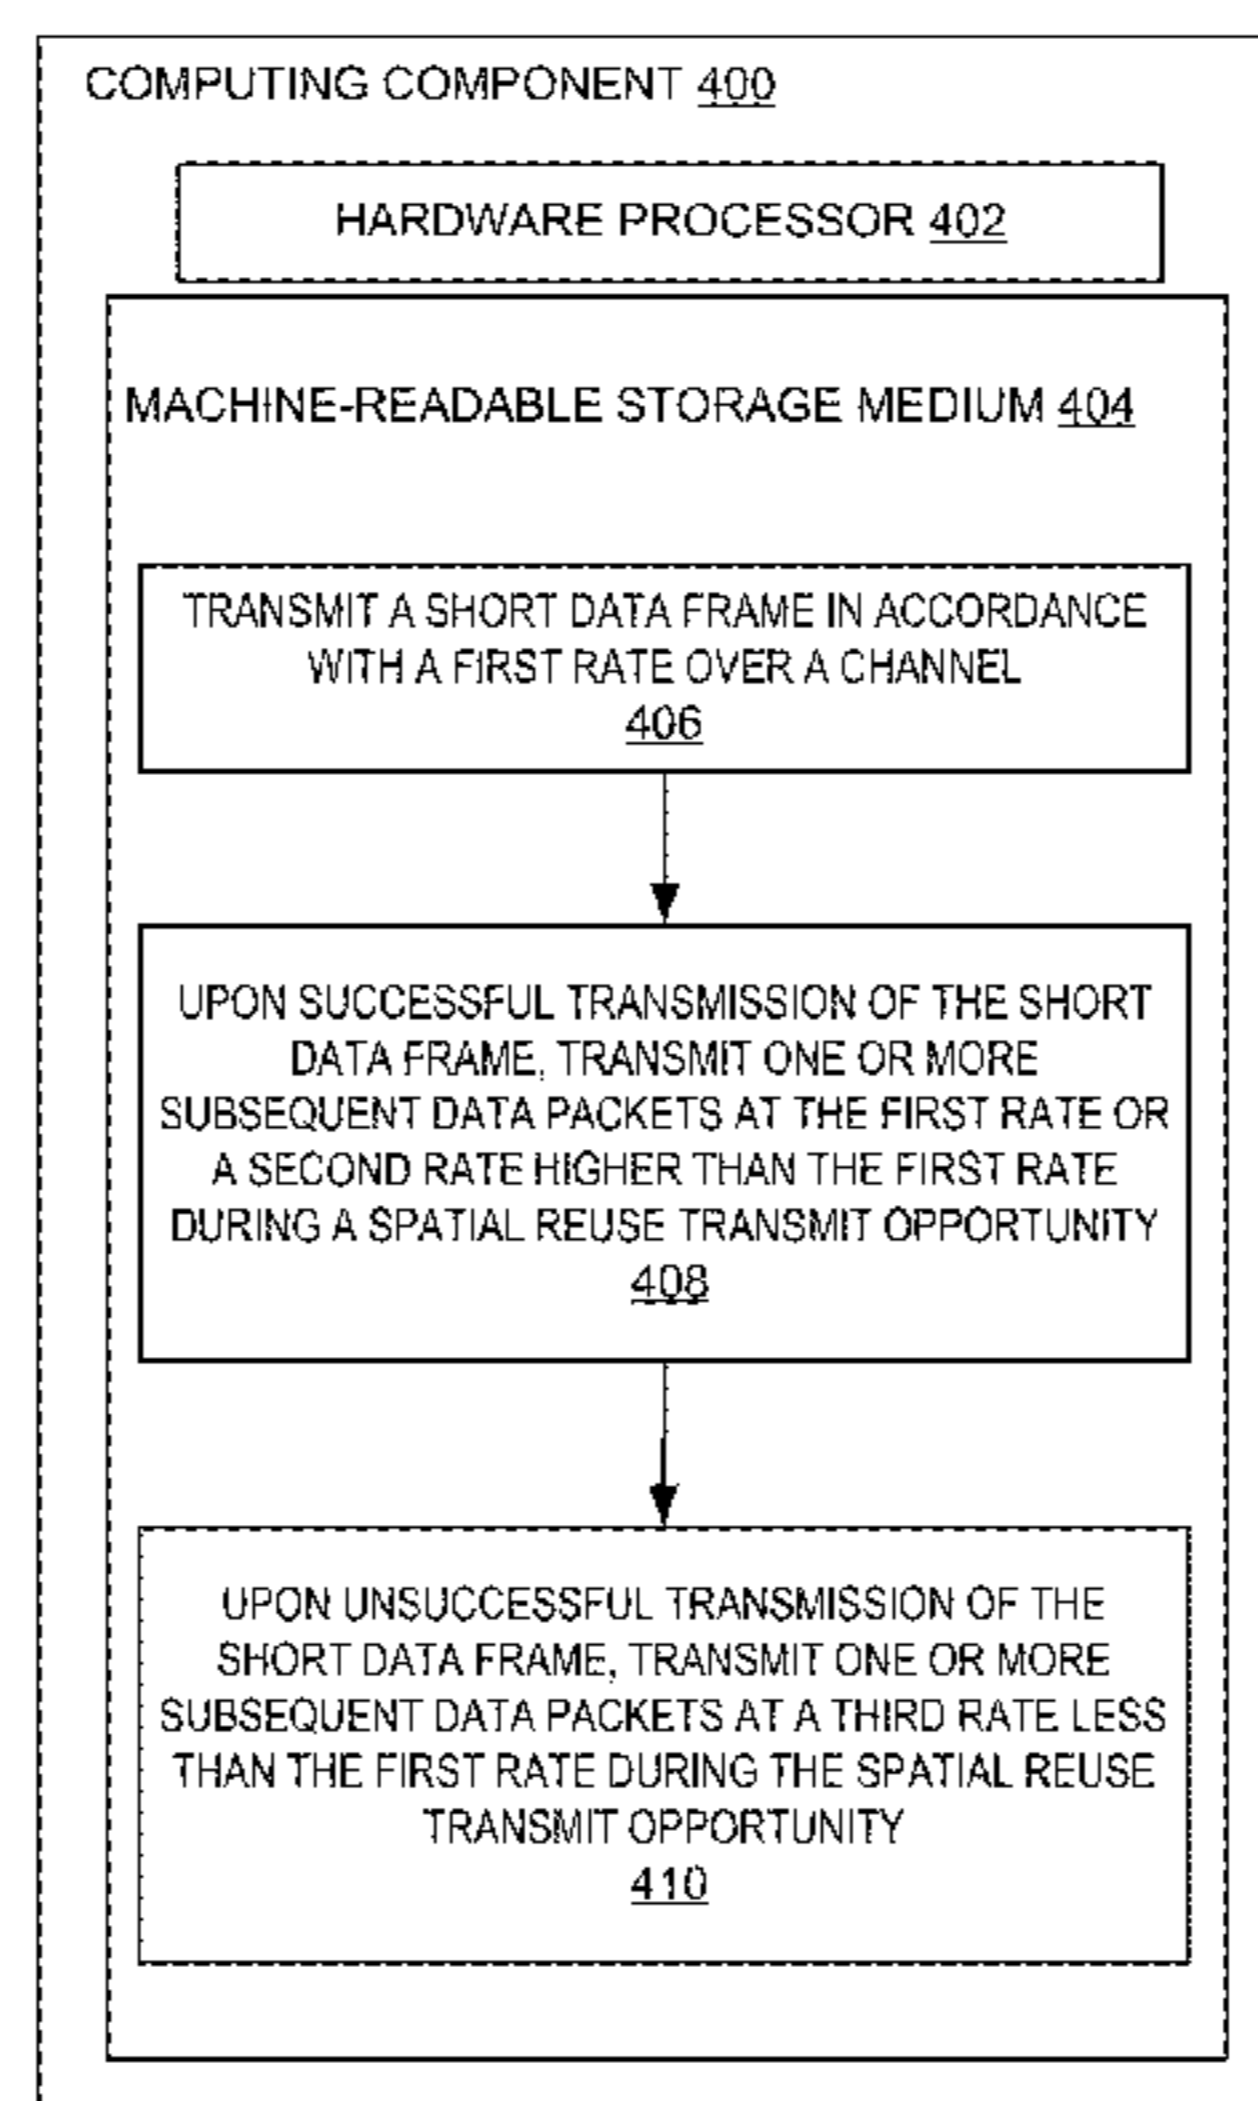 COMPUTING COMPONENT 400
HARDWARE PROCESSOR 402
MACHINE-READABLE STORAGE MEDIUM 404
TRANSMIT A SHORT DATA FRAME IN ACCORDANCE
WITH A FIRST RATE OVER A CHANNEL
406
UPON SUCCESSFUL TRANSMISSION OF THE SHORT
DATA FRAME, TRANSMIT ONE OR MORE
SUBSEQUENT DATA PACKETS AT THE FIRST RATE OR
A SECOND RATE HIGHER THAN THE FIRST RATE
DURING A SPATIAL REUSE TRANSMIT OPPORTUNITY
408
UPON UNSUCCESSFUL TRANSMISSION OF THE
SHORT DATA FRAME, TRANSMIT ONE OR MORE
SUBSEQUENT DATA PACKETS AT A THIRD RATE LESS
THAN THE FIRST RATE DURING THE SPATIAL REUSE
TRANSMIT OPPORTUNITY
410